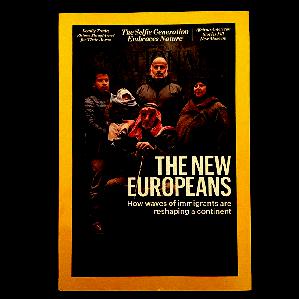 The Selfie Generation
Embraces Nature
THE NEW
EUROPEANS
How waves of immigrants are
reshaping a continent